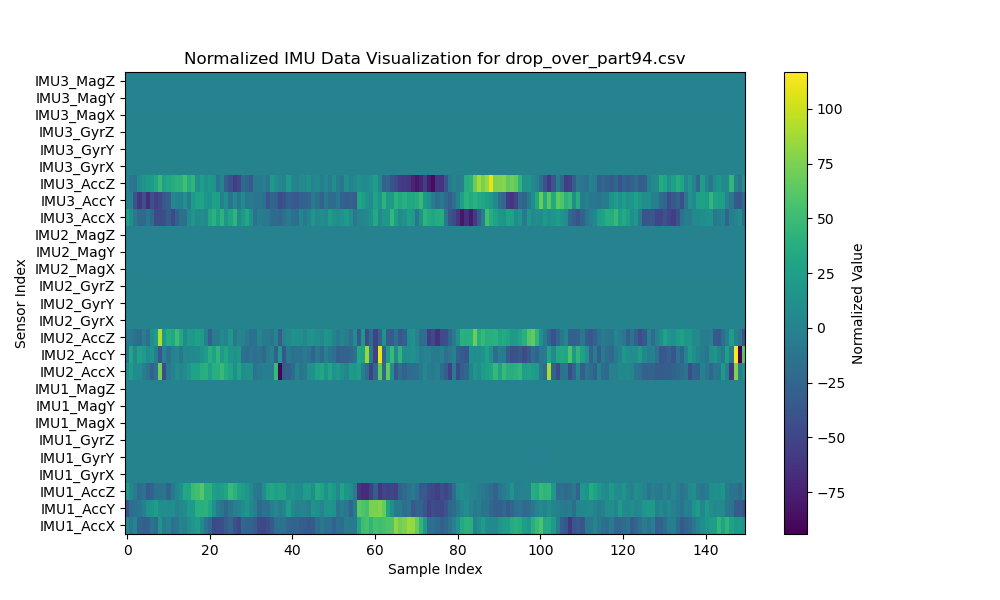 Normalized IMU Data Visualization for drop_over_part94.csv
IMU3_MagZ
IMU3_MagY
IMU3_MagX
IMU3_GyrZ
IMU3_GyrY
IMU3_GyrX
IMU3_AccZ
IMU3_AccY
IMU3_AccX
IMU2_MagZ
IMU2_MagY
IMU2_MagX
IMU2_GyrZ
IMU2_GyrY
IMU2_GyrX
IMU2_AccZ
IMU2_AccY
IMU2_AccX
IMU1_MagZ
IMU1_MagY
IMU1_MagX
IMU1_GyrZ
IMU1_GyrY
IMU1_GyrX
IMU1_AccZ
IMU1_AccY
IMU1_AccX
Sensor Index
0 20 40 60 80 100 120 140
Sample Index
100
75
50
25
0
−25
−50
−75
Normalized Value